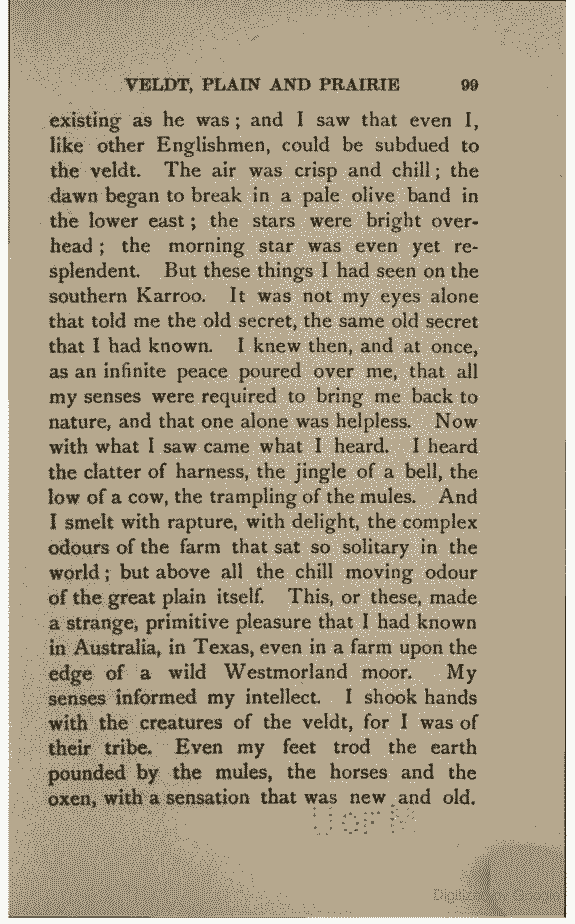 VELDT, PLAIN AND PRAIRIE 99
existing as he was; and I saw that even I,
like other Englishmen, could be subdued to
the veldt. The air was crisp and chill; the
dawn began to break in a pale olive band in
the lower east; the stars were bright over-
head; the morning star was even yet re-
splendent. But these things I had seen on the
southern Karroo. It was not my eyes alone
that told me the old secret, the same old secret
that I had known. I knew then, and at once,
as an infinite peace poured over me, that all
my senses were required to bring me back to
nature, and that one alone was helpless. Now
with what I saw came what I heard. I heard
the clatter of harness, the jingle of a bell, the
low of a cow, the trampling of the mules. And
I smelt with rapture, with delight, the complex
odours of the farm that sat so solitary in the
world; but above all the chill moving odour
of the great plain itself. This, or these, made
a strange, primitive pleasure that I had known
in Australia, in Texas, even in a farm upon the
edge of a wild Westmorland moor. My
senses informed my intellect. I shook hands
with the creatures of the veldt, for I was of
their tribe. Even my feet trod the earth
pounded by the mules, the horses and the
oxen, with a sensation that was new and old.
U OF M
Digitized by Google